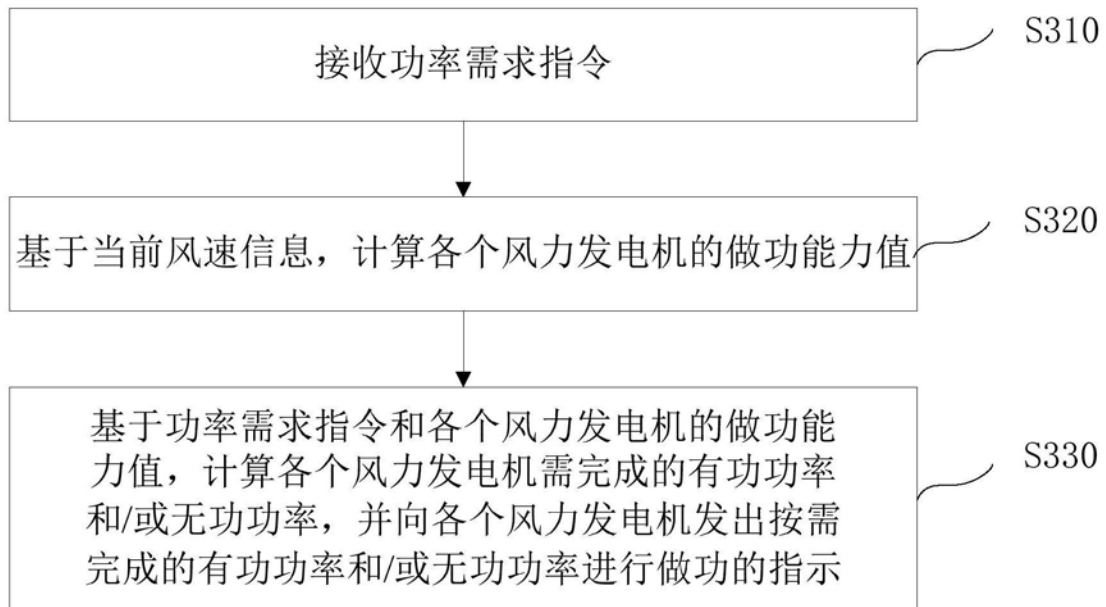 接收功率需求指令
S310
基于当前风速信息，计算各个风力发电机的做功能力值
S320
基于功率需求指令和各个风力发电机的做功能
力值，计算各个风力发电机需完成的有功功率
和/或无功功率，并向各个风力发电机发出按需
完成的有功功率和/或无功功率进行做功的指示
S330